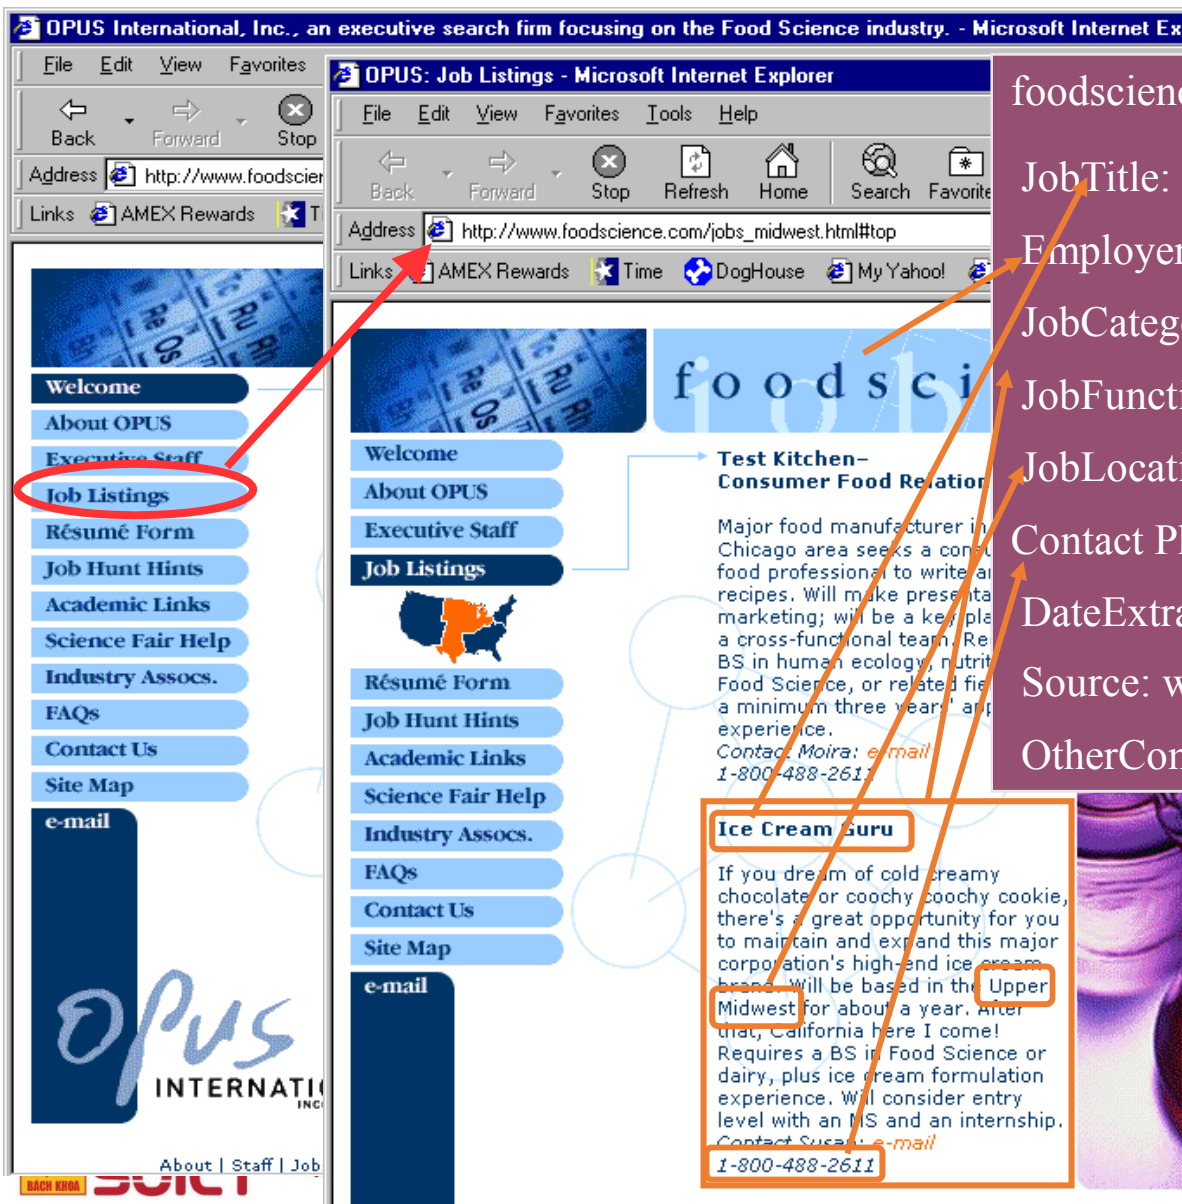 OPUS International, Inc., an executive search firm focusing on the Food Science industry. - Microsoft Internet Ex
File Edit View Favorites
Back Forward Stop
Address http://www.foodscier
Links AMEX Rewards Ti
Welcome
About OPUS
Executive Staff
Job Listings
Résumé Form
Job Hunt Hints
Academic Links
Science Fair Help
Industry Assocs.
FAQs
Contact Us
Site Map
e-mail
Opus
INTERNATI
INC
About | Staff | Job
BÁCH KHOA
SOICT
OPUS: Job Listings - Microsoft Internet Explorer
File Edit View Favorites Tools Help
Back Forward Stop Refresh Home Search Favorite
Address http://www.foodscience.com/jobs_midwest.html#top
Links AMEX Rewards Time DogHouse My Yahoo!
foodsci
job
Welcome
About OPUS
Executive Staff
Job Listings
Résumé Form
Job Hunt Hints
Academic Links
Science Fair Help
Industry Assocs.
FAQs
Contact Us
Site Map
e-mail
Test Kitchen–
Consumer Food Relation
Major food manufacturer in
Chicago area seeks a consu
food professional to write an
recipes. Will make presenta
marketing; will be a key pla
a cross-functional team. Re
BS in human ecology, nutrit
Food Science, or related fie
a minimum three years' app
experience.
Contact Moira: e-mail
1-800-488-2611
Ice Cream Guru
If you dream of cold creamy
chocolate or coochy coochy cookie,
there's a great opportunity for you
to maintain and expand this major
corporation's high-end ice cream
brand. Will be based in the Upper
Midwest for about a year. After
that, California here I come!
Requires a BS in Food Science or
dairy, plus ice cream formulation
experience. Will consider entry
level with an MS and an internship.
Contact Susan: e-mail
1-800-488-2611
foodscienc
JobTitle:
Employer
JobCateg
JobFuncti
JobLocati
Contact Ph
DateExtra
Source: w
OtherCon